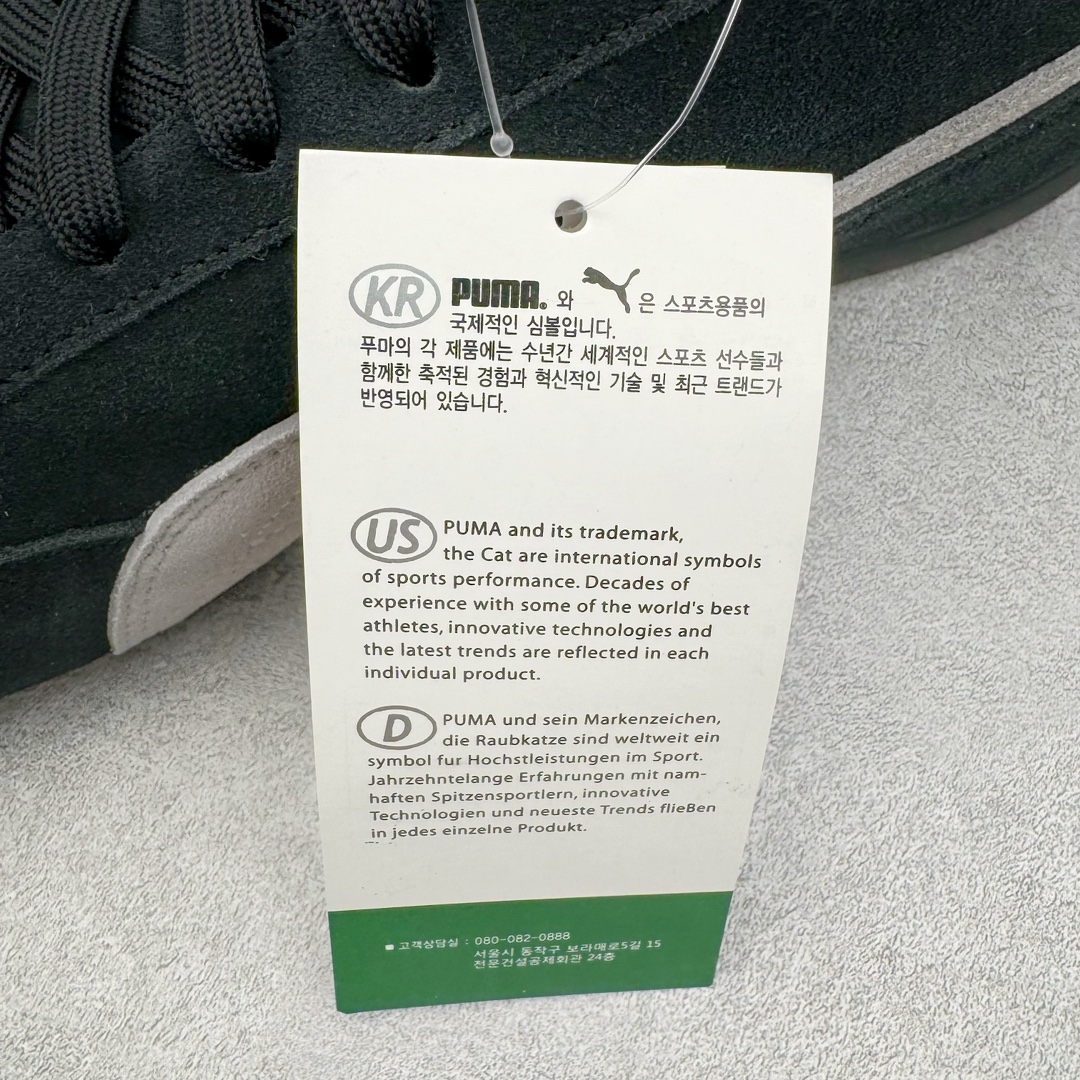 KR PUMA® 와 은 스포츠용품의
국제적인 심볼입니다.
푸마의 각 제품에는 수년간 세계적인 스포츠 선수들과
함께한 축적된 경험과 혁신적인 기술 및 최근 트랜드가
반영되어 있습니다.
US PUMA and its trademark,
the Cat are international symbols
of sports performance. Decades of
experience with some of the world's best
athletes, innovative technologies and
the latest trends are reflected in each
individual product.
D PUMA und sein Markenzeichen,
die Raubkatze sind weltweit ein
symbol fur Hochstleistungen im Sport.
Jahrzehntelange Erfahrungen mit nam-
haften Spitzensportlern, innovative
Technologien und neueste Trends flieBen
in jedes einzelne Produkt.
■ 고객상담실 : 080-082-0888
서울시 동작구 보라매로5길 15
전문건설공제회관 24층